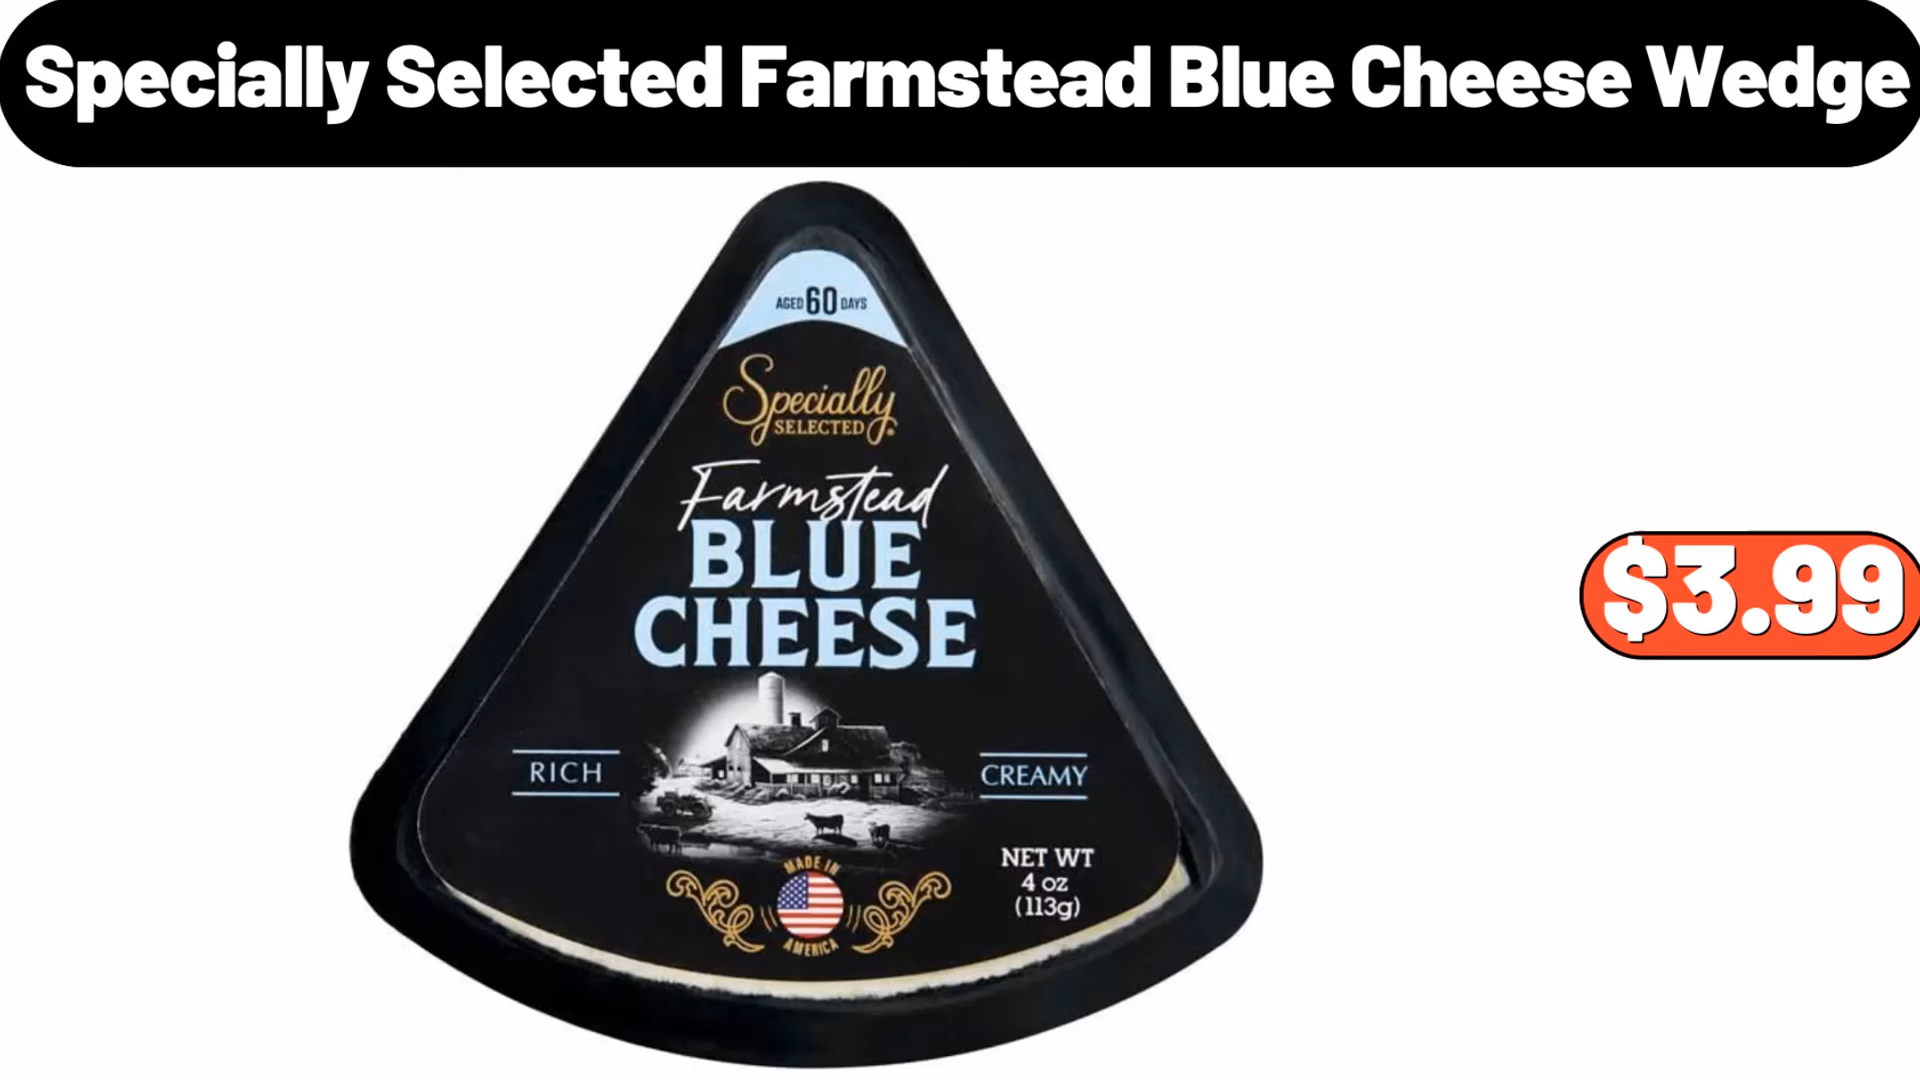 Specially Selected Farmstead Blue Cheese Wedge
AGED 60 DAYS
Specially
SELECTED®
Farmstead
BLUE
CHEESE
RICH
CREAMY
NET WT
4 oz
(113g)
MADE IN
AMERICA
$3.99